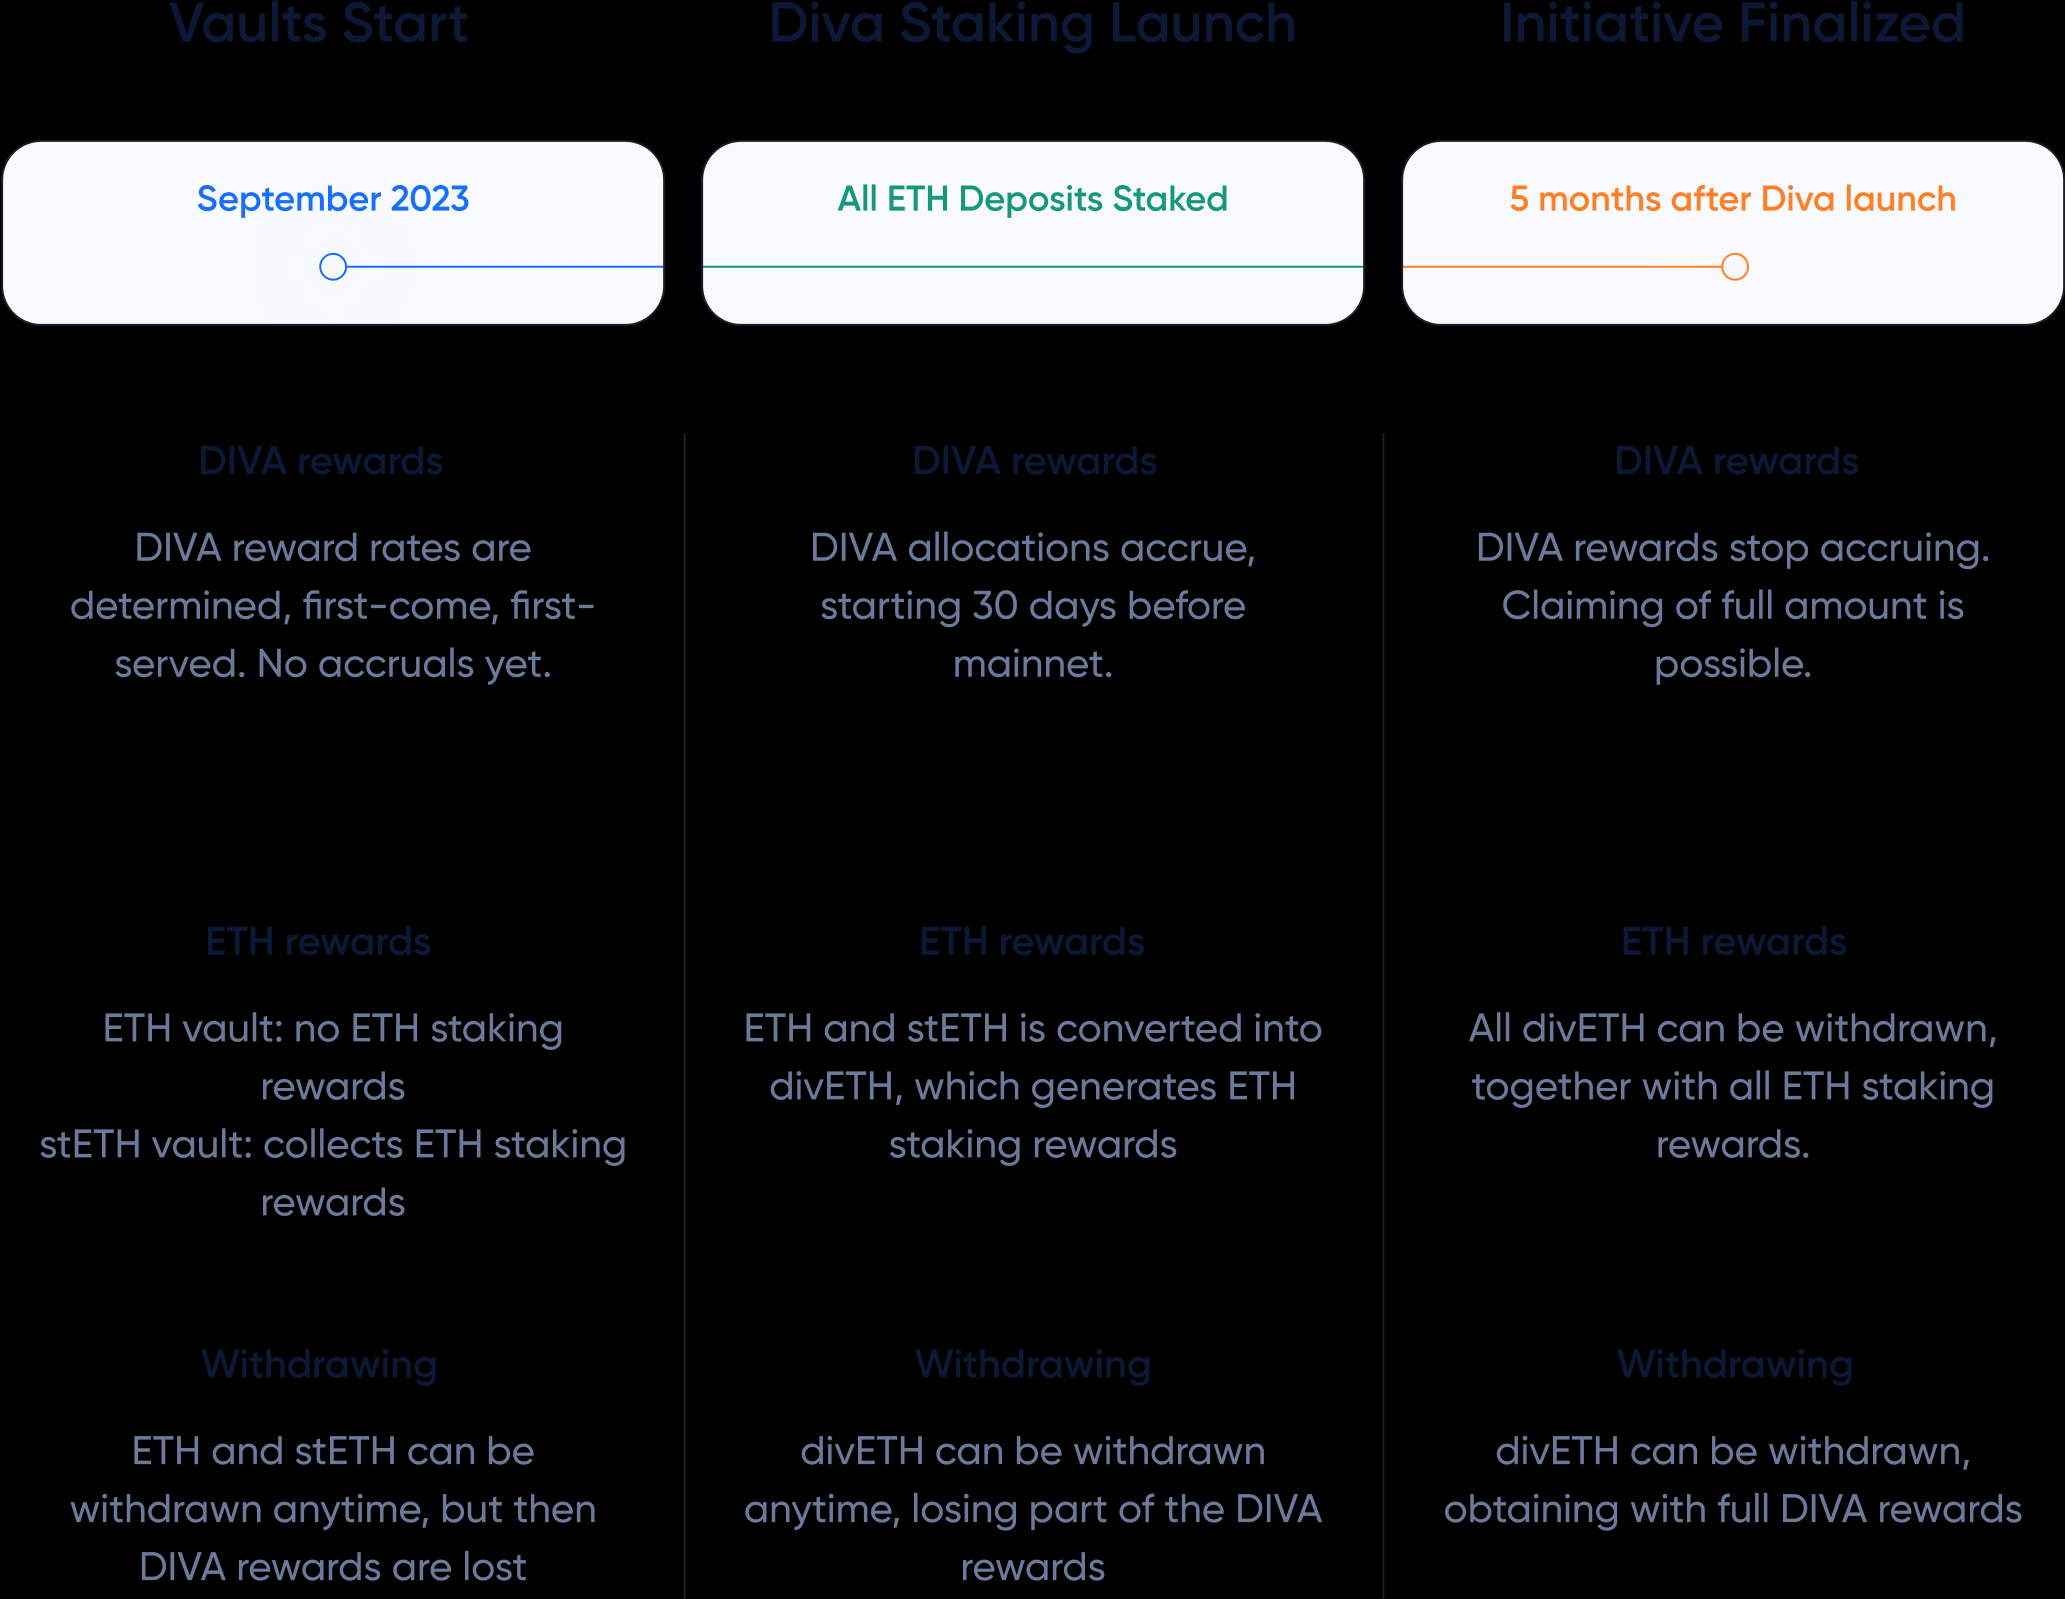 Vaults Start
Diva Staking Launch
Initiative Finalized
September 2023
All ETH Deposits Staked
5 months after Diva launch
DIVA rewards
DIVA reward rates are
determined, first-come, first-
served. No accruals yet.
DIVA rewards
DIVA allocations accrue,
starting 30 days before
mainnet.
DIVA rewards
DIVA rewards stop accruing.
Claiming of full amount is
possible.
ETH rewards
ETH vault: no ETH staking
rewards
stETH vault: collects ETH staking
rewards
ETH rewards
ETH and stETH is converted into
divETH, which generates ETH
staking rewards
ETH rewards
All divETH can be withdrawn,
together with all ETH staking
rewards.
Withdrawing
ETH and stETH can be
withdrawn anytime, but then
DIVA rewards are lost
Withdrawing
divETH can be withdrawn
anytime, losing part of the DIVA
rewards
Withdrawing
divETH can be withdrawn,
obtaining with full DIVA rewards